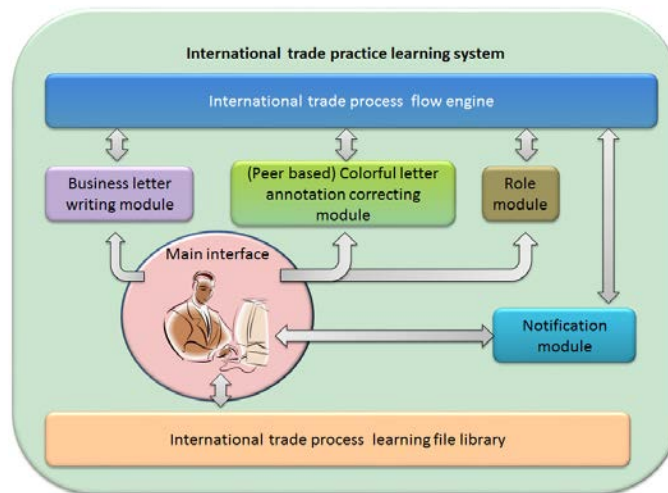 International trade practice learning system
International trade process flow engine
Business letter
writing module
(Peer based) Colorful letter
annotation correcting
module
Role
module
Main interface
Notification
module
International trade process learning file library